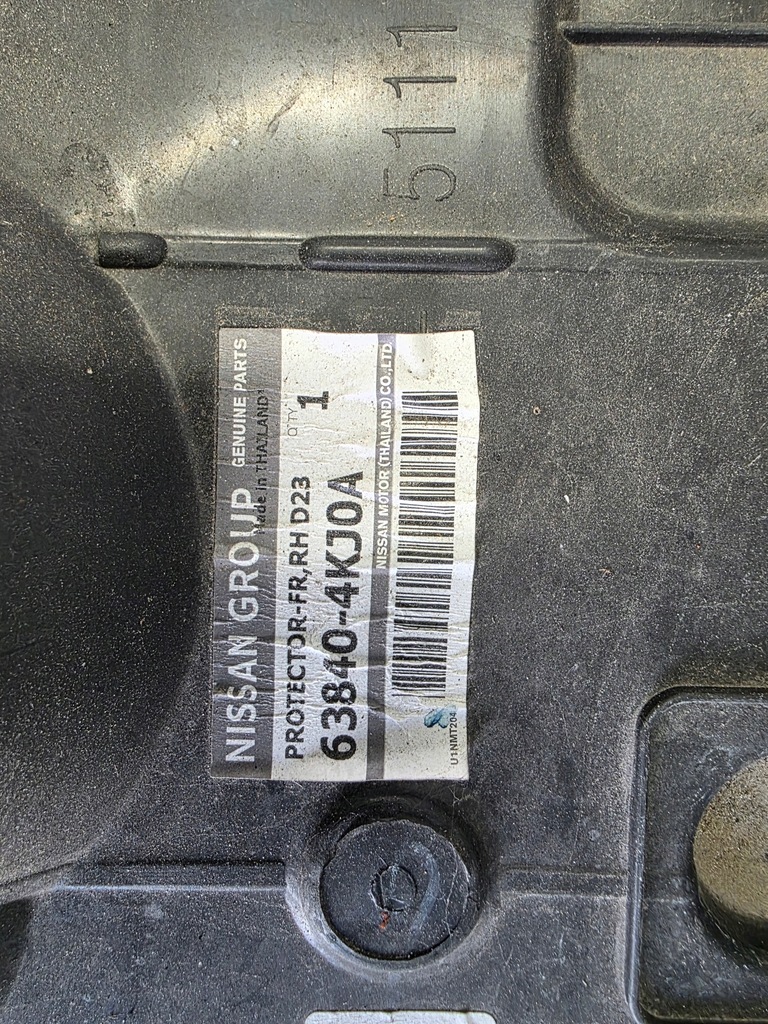 5111
NISSAN GROUP GENUINE PARTS
Made in THAILAND
PROTECTOR-FR,RH D23 QTY 1
63840-4KJ0A
NISSAN MOTOR (THAILAND) CO.,LTD.
U1NMT204